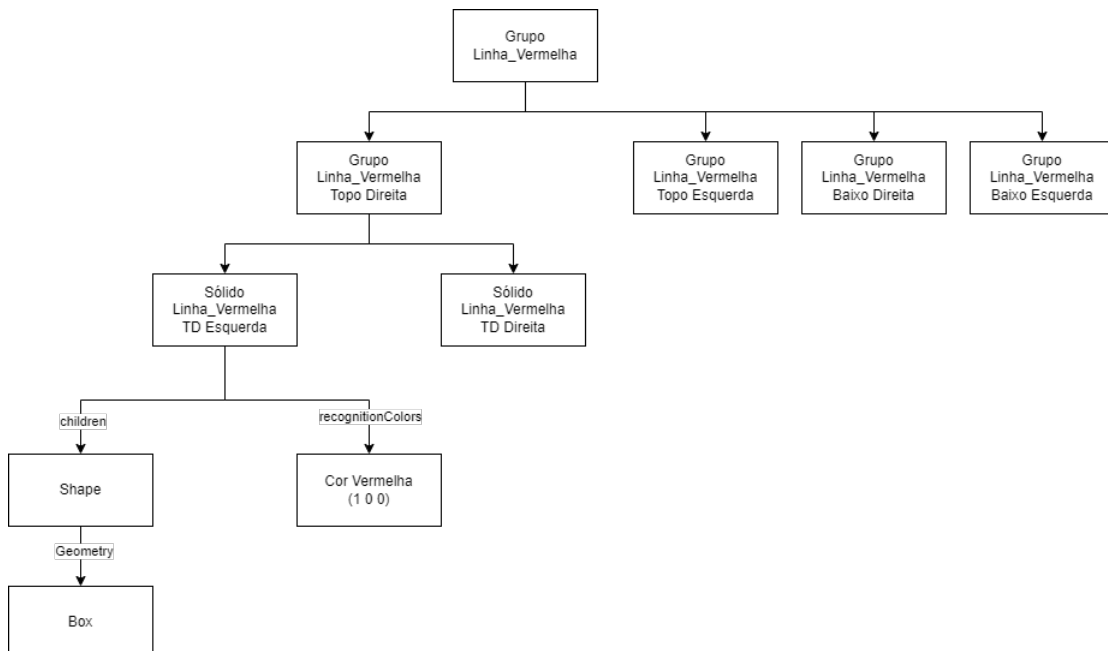 Grupo
Linha_Vermelha
Grupo
Linha_Vermelha
Topo Direita
Grupo
Linha_Vermelha
Topo Esquerda
Grupo
Linha_Vermelha
Baixo Direita
Grupo
Linha_Vermelha
Baixo Esquerda
Sólido
Linha_Vermelha
TD Esquerda
Sólido
Linha_Vermelha
TD Direita
children
recognitionColors
Shape
Cor Vermelha
(1 0 0)
Geometry
Box